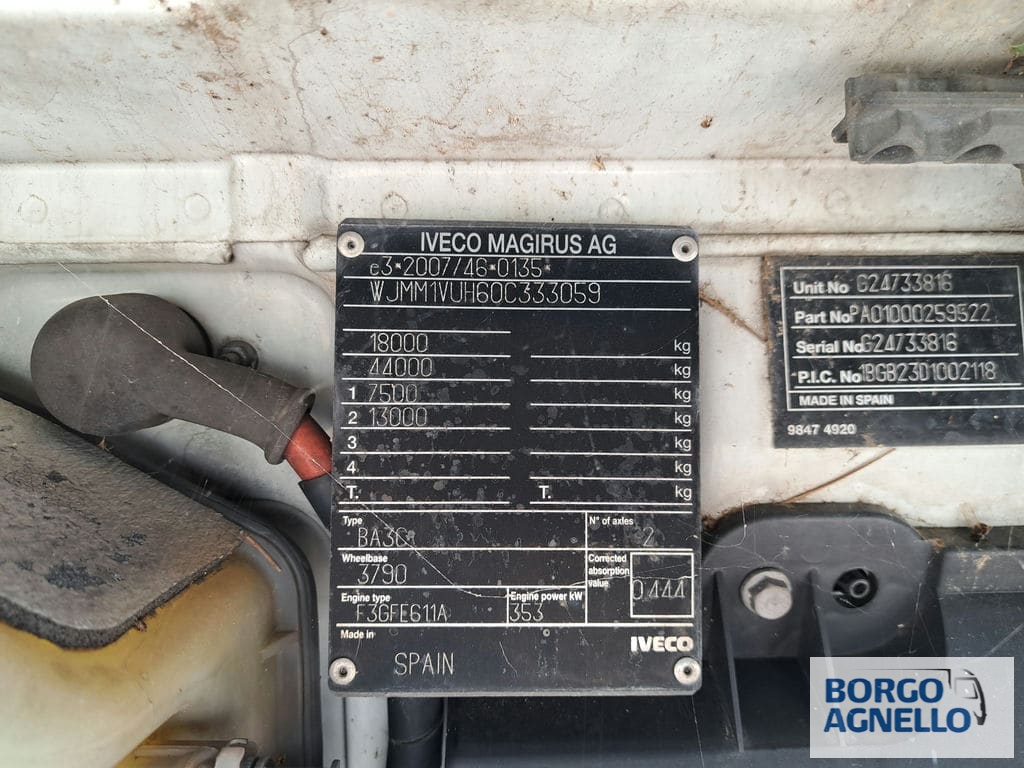 IVECO MAGIRUS AG
e3*2007/46*0135*
WJMM1VUH60C333059
18000 kg
44000 kg
1 7500 kg
2 13000 kg
3 kg
4 kg
T. T. kg
Type
BA3C
N° of axles
2
Wheelbase
3790
Corrected
absorption
value
0.444
Engine type
F3GFE611A
Engine power kW
353
Made in
SPAIN
IVECO
Unit No G24733816
Part No PA01000259522
Serial No G24733816
P.I.C. No 1BGB23D1002118
MADE IN SPAIN
9847 4920
BORGO
AGNELLO